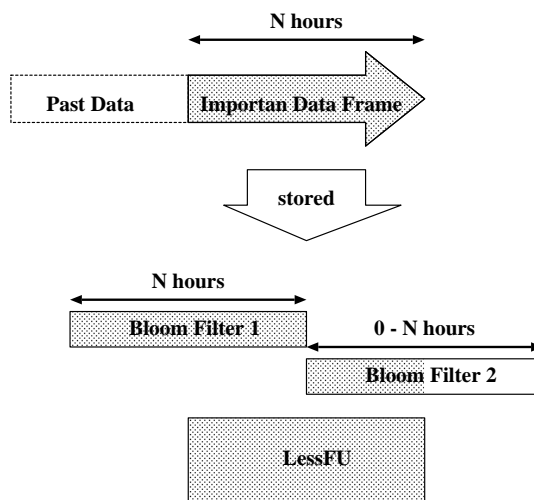 N hours
Past Data
Importan Data Frame
stored
N hours
Bloom Filter 1
0 - N hours
Bloom Filter 2
LessFU